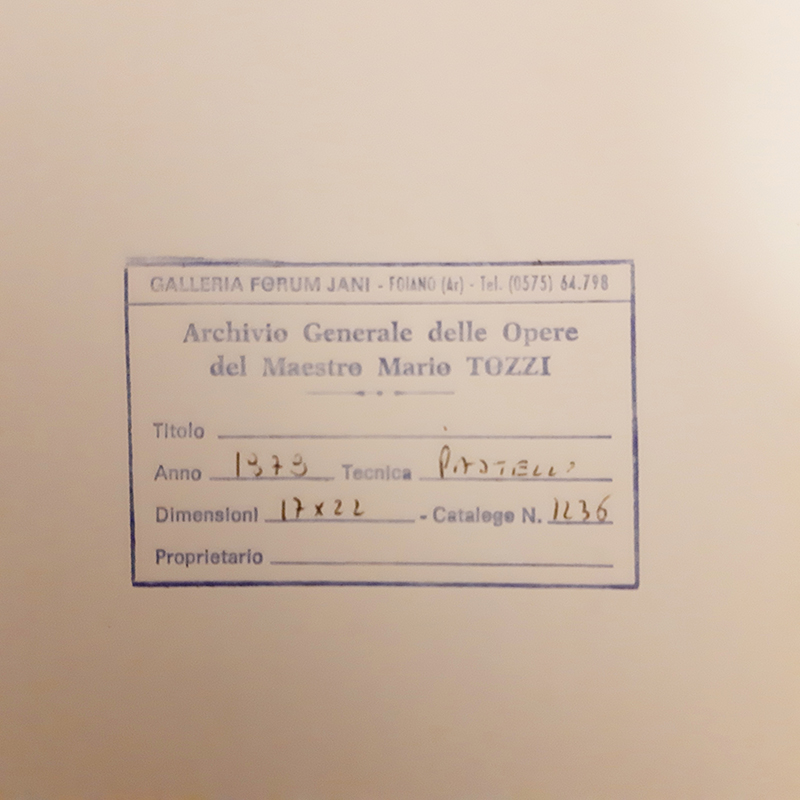 GALLERIA FORUM JANI - FOIANO (Ar) - Tel. (0575) 64.798
Archivio Generale delle Opere
del Maestro Mario TOZZI
Titolo
Anno 1979 Tecnica PASTELLO
Dimensioni 17x22 - Catalogo N. 1236
Proprietario